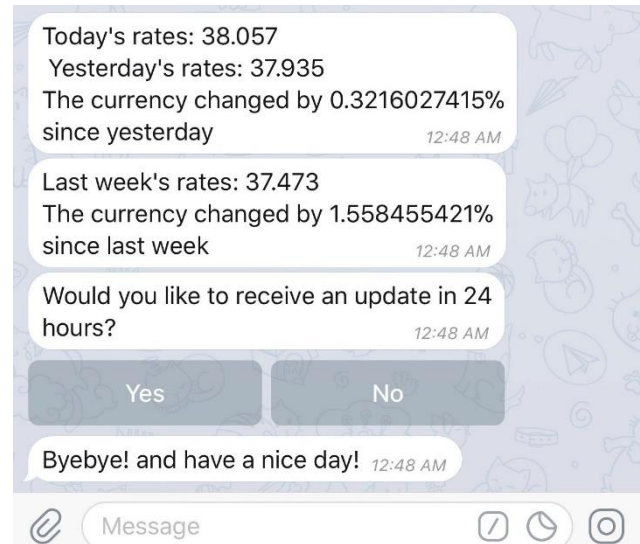 Today's rates: 38.057
Yesterday's rates: 37.935
The currency changed by 0.3216027415%
since yesterday
12:48 AM
Last week's rates: 37.473
The currency changed by 1.558455421%
since last week
12:48 AM
Would you like to receive an update in 24
hours?
12:48 AM
Yes
No
Byebye! and have a nice day!
12:48 AM
Message